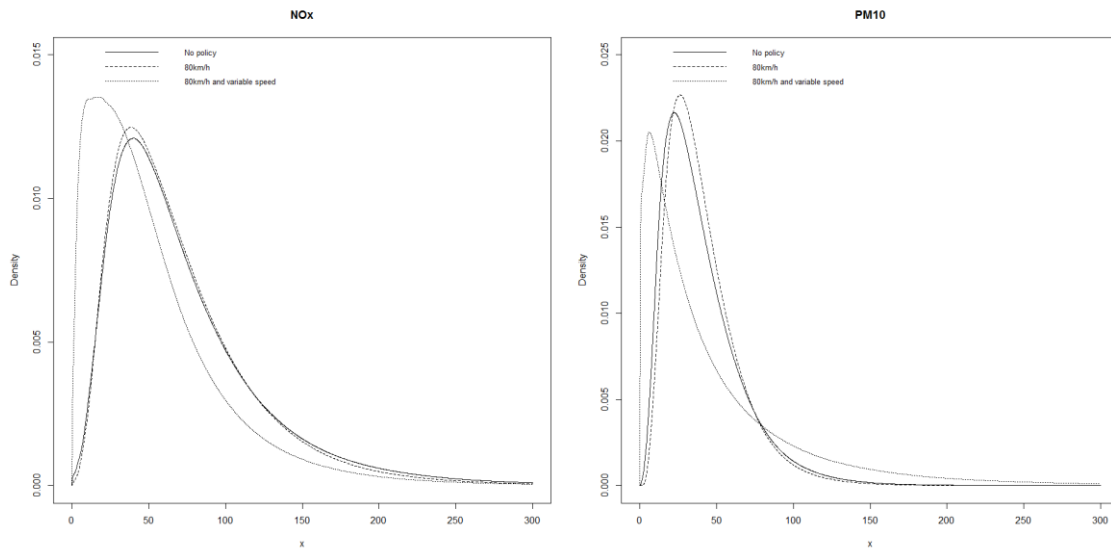 NOx
No policy
80km/h
80km/h and variable speed
Density
0.015
0.010
0.005
0.000
0 50 100 150 200 250 300
x
PM10
No policy
80km/h
80km/h and variable speed
Density
0.025
0.020
0.015
0.010
0.005
0.000
0 50 100 150 200 250 300
x